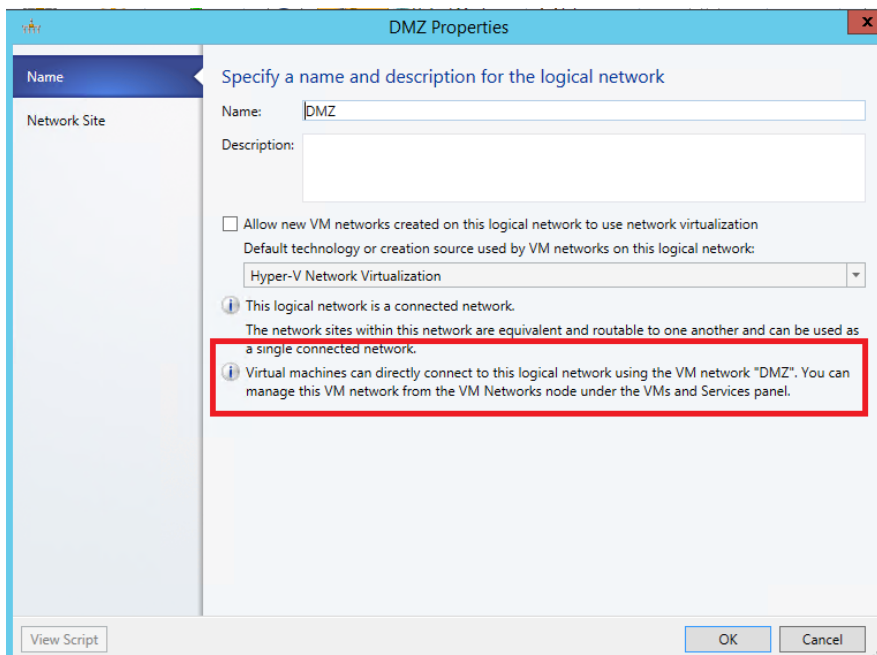 DMZ Properties
x
Name
Network Site
Specify a name and description for the logical network
Name:
DMZ
Description:
Allow new VM networks created on this logical network to use network virtualization
Default technology or creation source used by VM networks on this logical network:
Hyper-V Network Virtualization
This logical network is a connected network.
The network sites within this network are equivalent and routable to one another and can be used as
a single connected network.
Virtual machines can directly connect to this logical network using the VM network "DMZ". You can
manage this VM network from the VM Networks node under the VMs and Services panel.
View Script
OK
Cancel